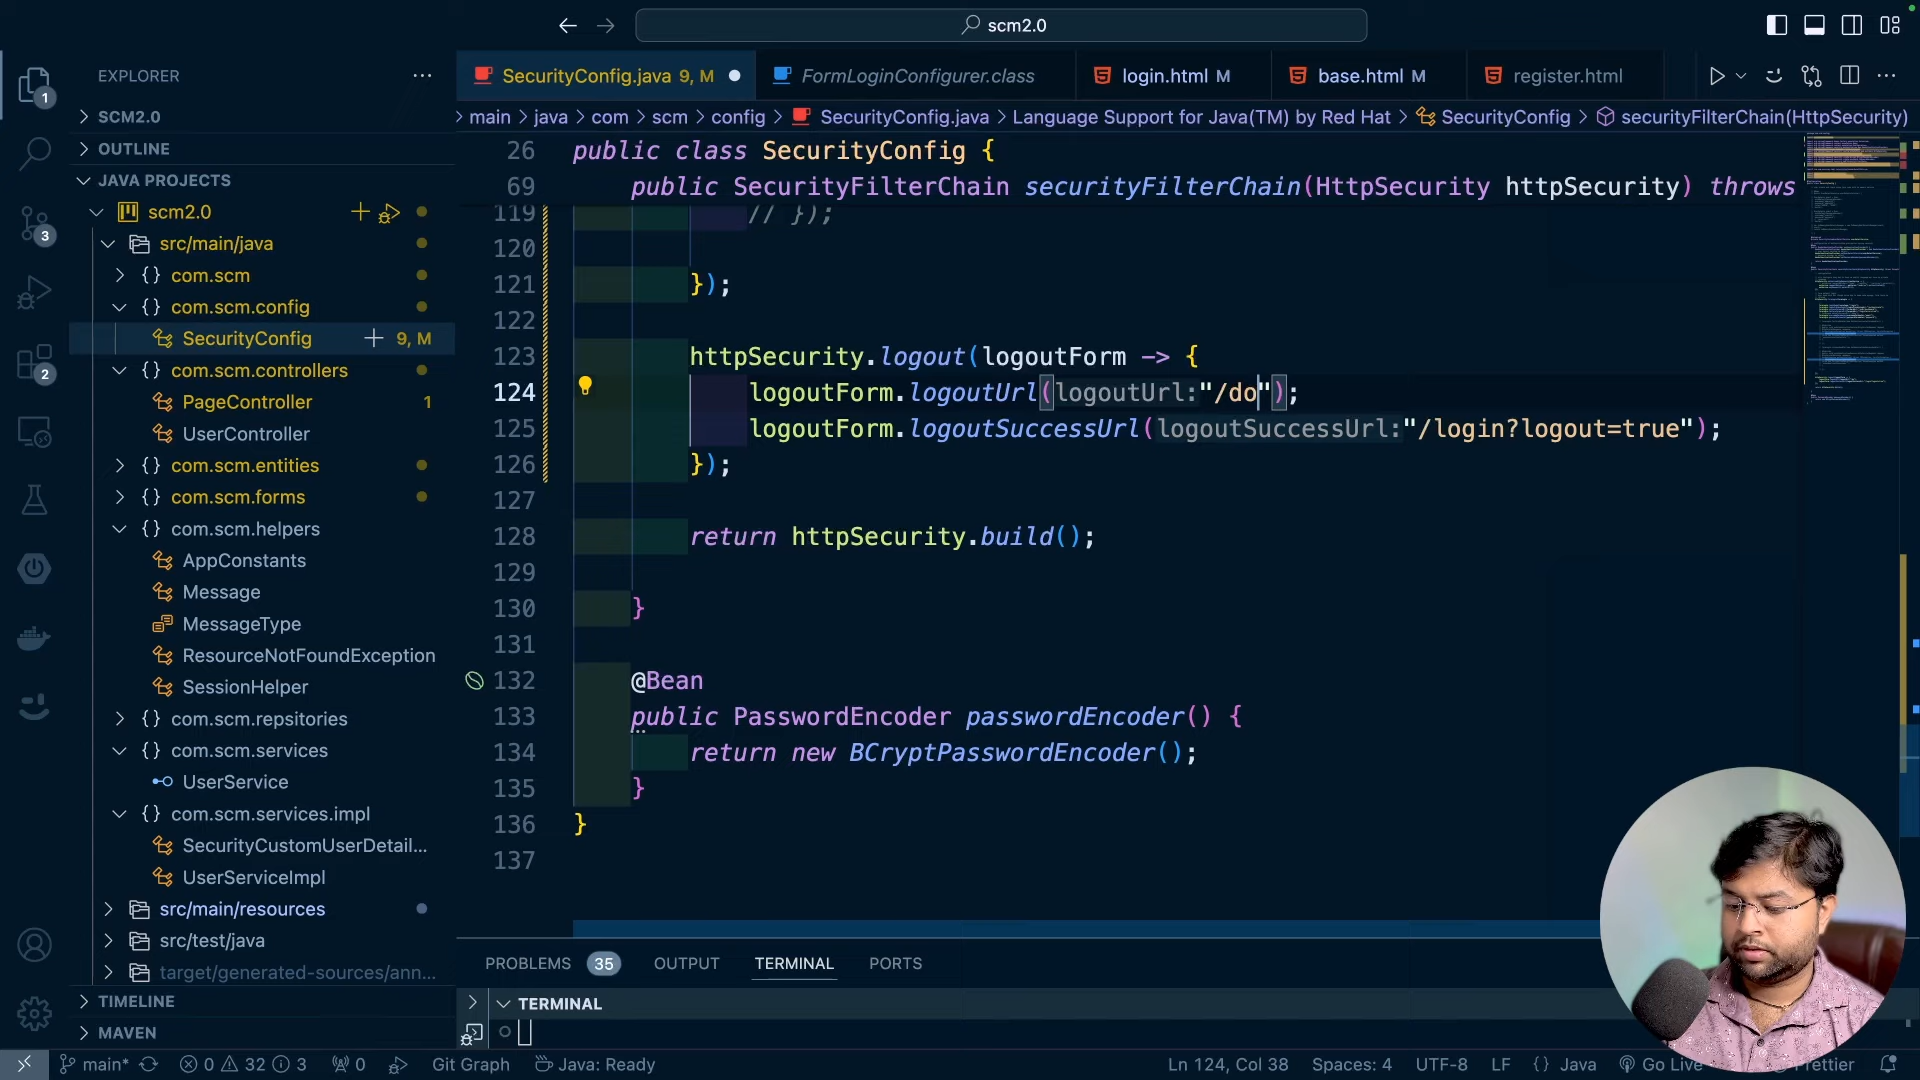 scm2.0
EXPLORER
SCM2.0
OUTLINE
JAVA PROJECTS
scm2.0
src/main/java
com.scm
com.scm.config
SecurityConfig 9, M
com.scm.controllers
PageController 1
UserController
com.scm.entities
com.scm.forms
com.scm.helpers
AppConstants
Message
MessageType
ResourceNotFoundException
SessionHelper
com.scm.repsitories
com.scm.services
UserService
com.scm.services.impl
SecurityCustomUserDetail...
UserServiceImpl
src/main/resources
src/test/java
target/generated-sources/ann...
TIMELINE
MAVEN
1
3
2
SecurityConfig.java 9, M
FormLoginConfigurer.class
login.html M
base.html M
register.html
main > java > com > scm > config > SecurityConfig.java > Language Support for Java(TM) by Red Hat > SecurityConfig > securityFilterChain(HttpSecurity)
26 public class SecurityConfig {
69 public SecurityFilterChain securityFilterChain(HttpSecurity httpSecurity) throws
119 // });
120
121 });
122
123 httpSecurity.logout(logoutForm -> {
124 logoutForm.logoutUrl(logoutUrl:"/do");
125 logoutForm.logoutSuccessUrl(logoutSuccessUrl:"/login?logout=true");
126 });
127
128 return httpSecurity.build();
129
130 }
131
132 @Bean
133 public PasswordEncoder passwordEncoder() {
134 return new BCryptPasswordEncoder();
135 }
136 }
137
PROBLEMS 35 OUTPUT TERMINAL PORTS
TERMINAL
main* 0 32 3 0 Git Graph Java: Ready
Ln 124, Col 38 Spaces: 4 UTF-8 LF {} Java Go Live Prettier